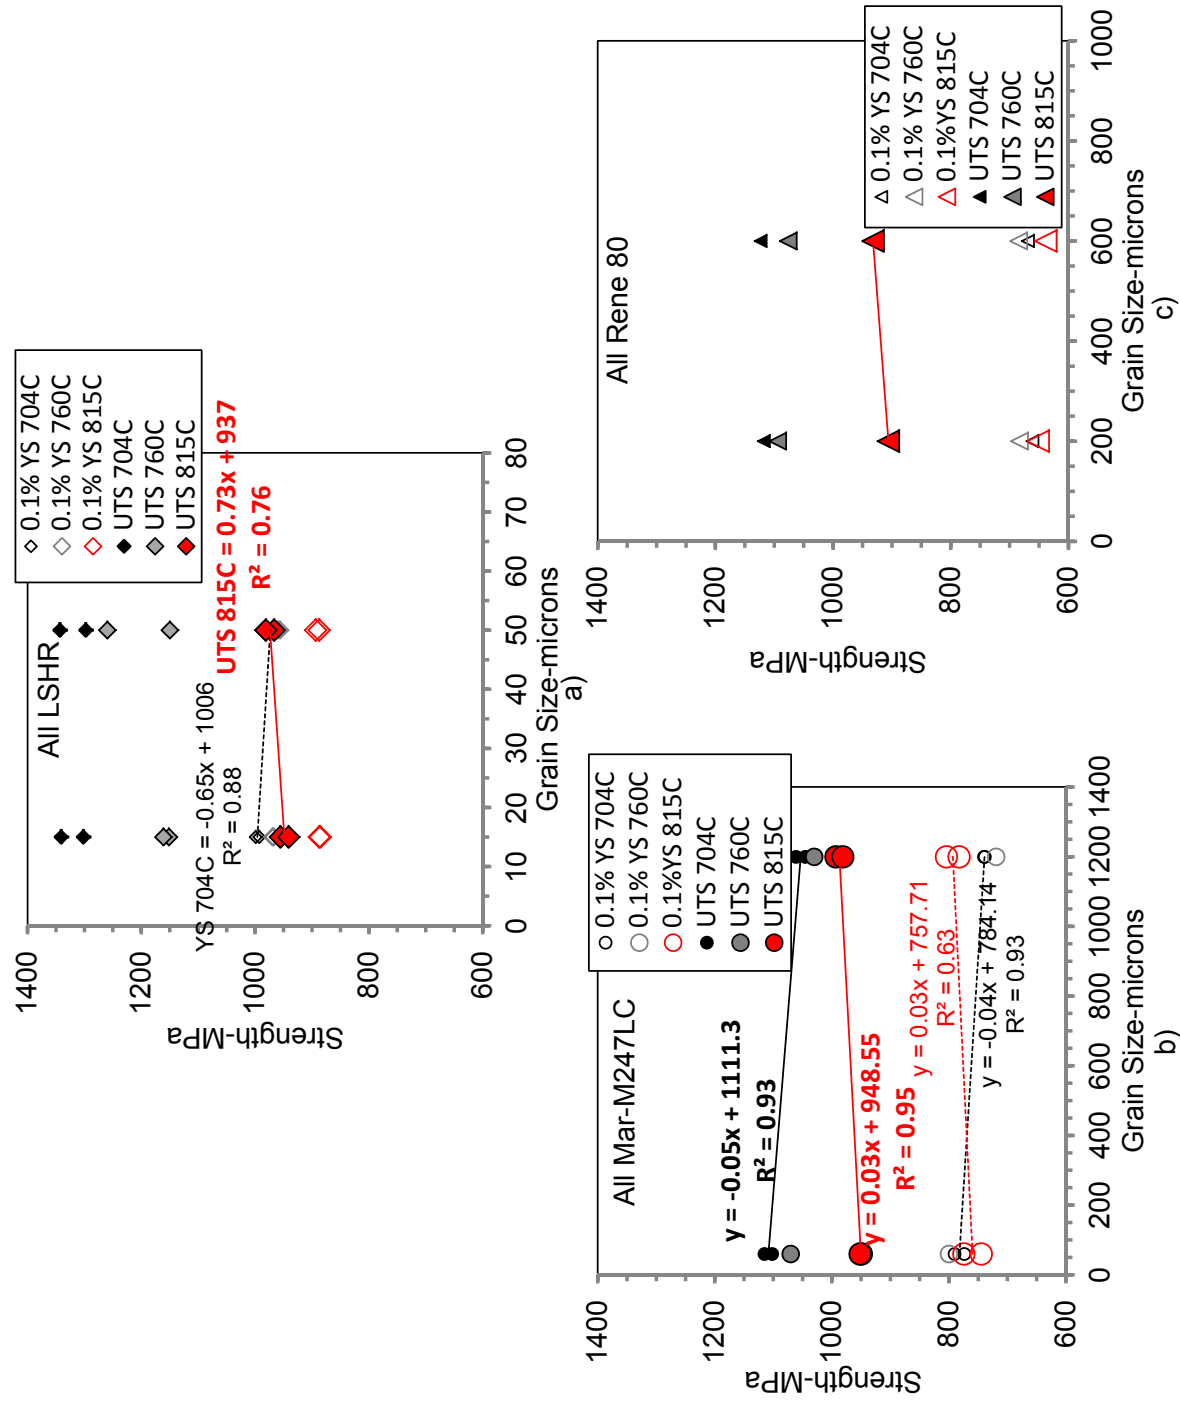 All LSHR
0.1% YS 704C
0.1% YS 760C
0.1% YS 815C
UTS 704C
UTS 760C
UTS 815C
YS 704C = -0.65x + 1006
R² = 0.88
UTS 815C = 0.73x + 937
R² = 0.76
1400
1200
1000
800
600
Strength-MPa
0 10 20 30 40 50 60 70 80
Grain Size-microns
a)
All Mar-M247LC
0.1% YS 704C
0.1% YS 760C
0.1%YS 815C
UTS 704C
UTS 760C
UTS 815C
y = -0.05x + 1111.3
R² = 0.93
y = 0.03x + 948.55
R² = 0.95
y = 0.03x + 757.71
R² = 0.63
y = -0.04x + 784.14
R² = 0.93
1400
1200
1000
800
600
Strength-MPa
0 200 400 600 800 1000 1200 1400
Grain Size-microns
b)
All Rene 80
0.1% YS 704C
0.1% YS 760C
0.1%YS 815C
UTS 704C
UTS 760C
UTS 815C
1400
1200
1000
800
600
Strength-MPa
0 200 400 600 800 1000
Grain Size-microns
c)